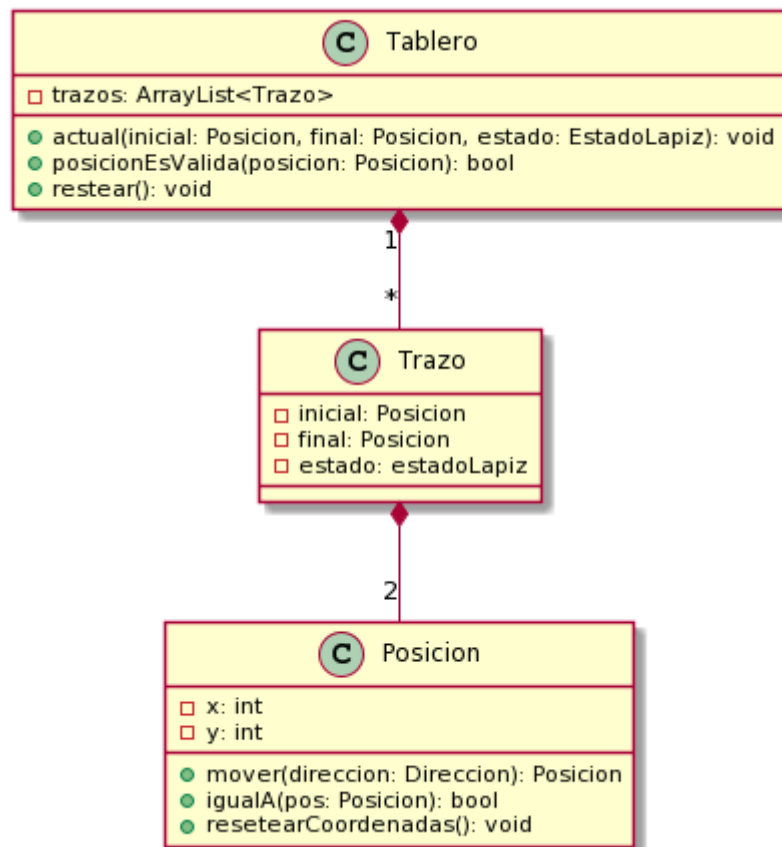 C Tablero
trazos: ArrayList<Trazo>
actual(inicial: Posicion, final: Posicion, estado: EstadoLapiz): void
posicionEsValida(posicion: Posicion): bool
restear(): void
1
*
C Trazo
inicial: Posicion
final: Posicion
estado: estadoLapiz
2
C Posicion
x: int
y: int
mover(direccion: Direccion): Posicion
igualA(pos: Posicion): bool
resetearCoordenadas(): void